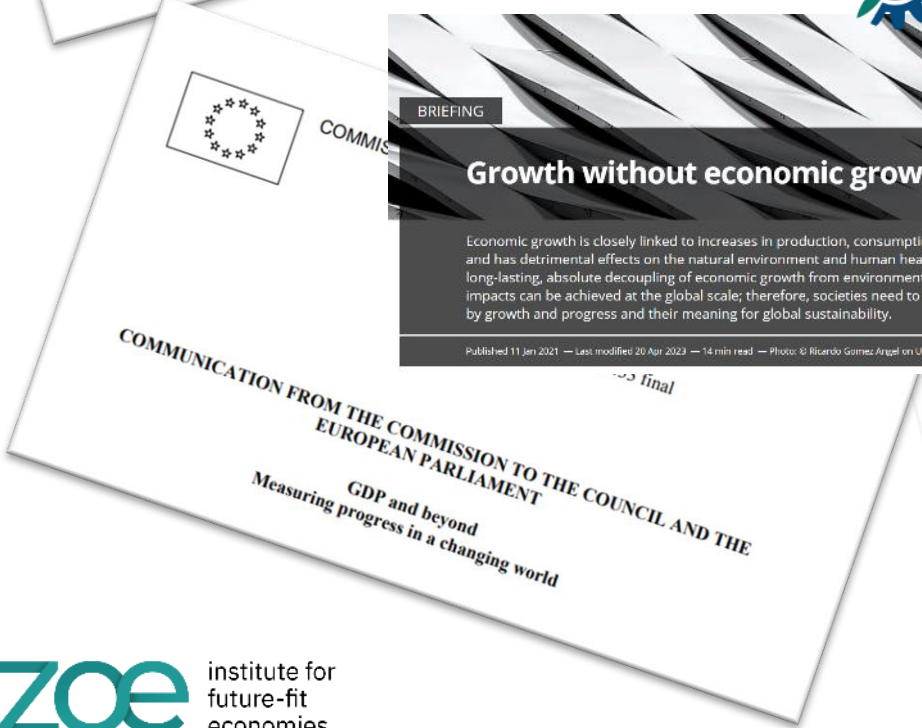 BRIEFING
Growth without economic grow
Economic growth is closely linked to increases in production, consumpti
and has detrimental effects on the natural environment and human hea
long-lasting, absolute decoupling of economic growth from environment
impacts can be achieved at the global scale; therefore, societies need to
by growth and progress and their meaning for global sustainability.
Published 11 Jan 2021 — Last modified 20 Apr 2023 — 14 min read — Photo: © Ricardo Gomez Angel on U
COMMIS
final
COMMUNICATION FROM THE COMMISSION TO THE COUNCIL AND THE
EUROPEAN PARLIAMENT
GDP and beyond
Measuring progress in a changing world
zoe
institute for
future-fit
economies